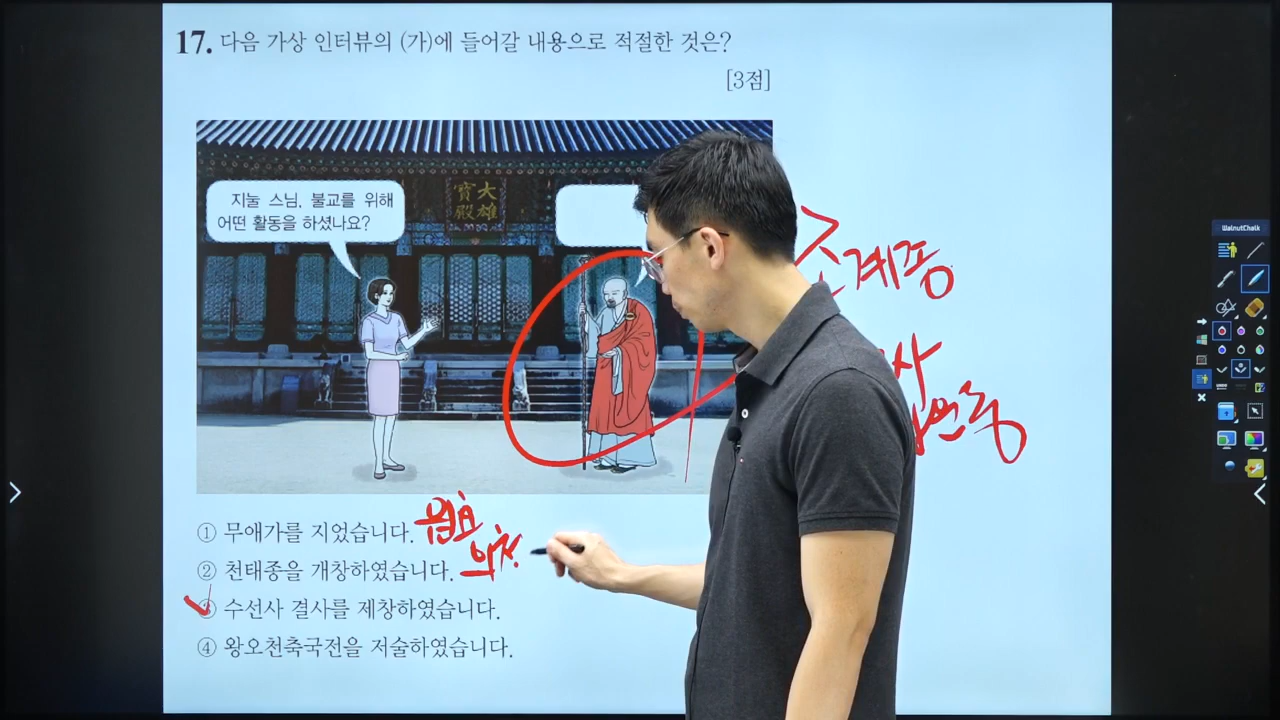 17. 다음 가상 인터뷰의 (가)에 들어갈 내용으로 적절한 것은?
[3점]
지눌 스님, 불교를 위해
어떤 활동을 하셨나요?
大雄
寶殿
조계종
사
① 무애가를 지었습니다. 원효
② 천태종을 개창하였습니다. 의천
③ 수선사 결사를 제창하였습니다.
④ 왕오천축국전을 저술하였습니다.
WalnutChalk